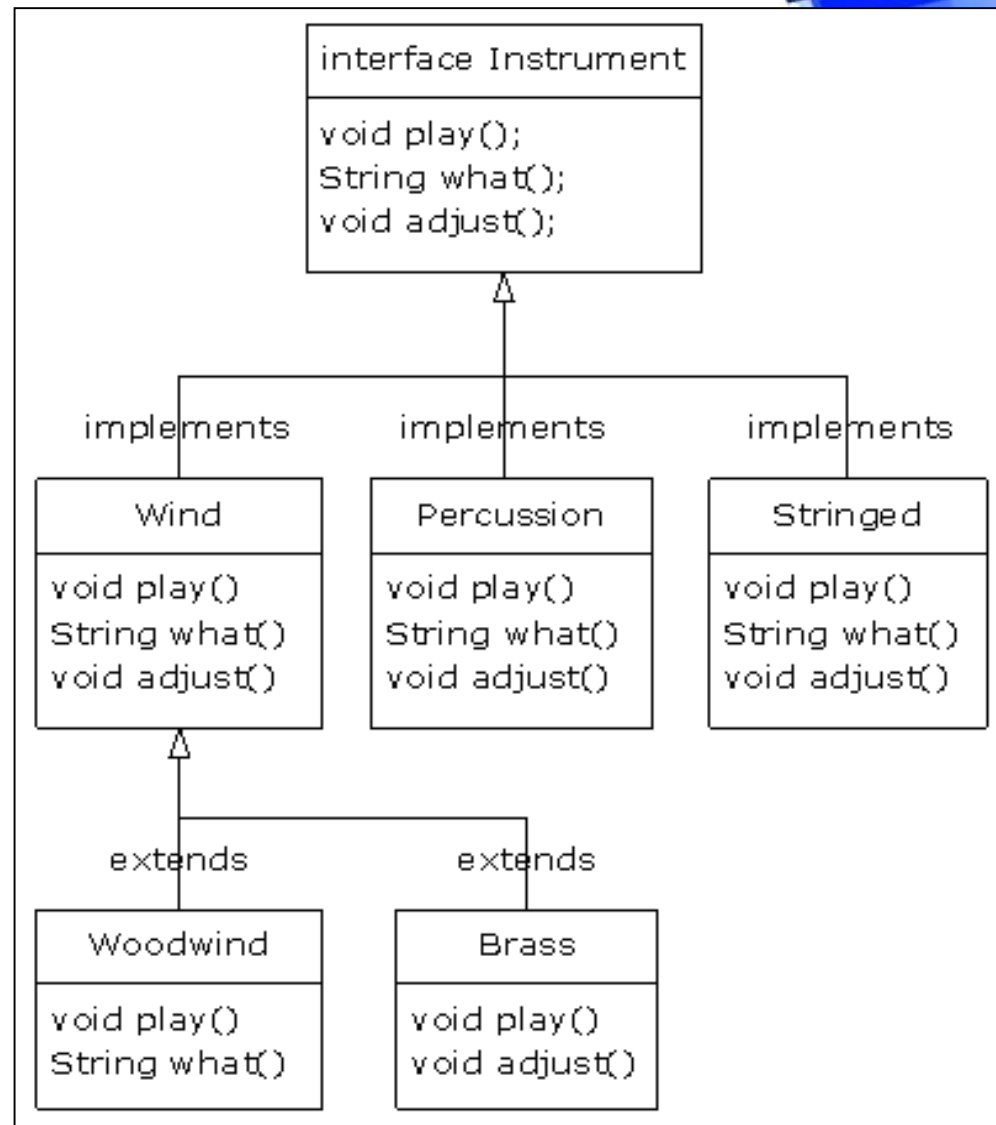 interface Instrument
void play();
String what();
void adjust();
implements implements implements
Wind Percussion Stringed
void play() void play() void play()
String what() String what() String what()
void adjust() void adjust() void adjust()
extends extends
Woodwind Brass
void play() void play()
String what() void adjust()